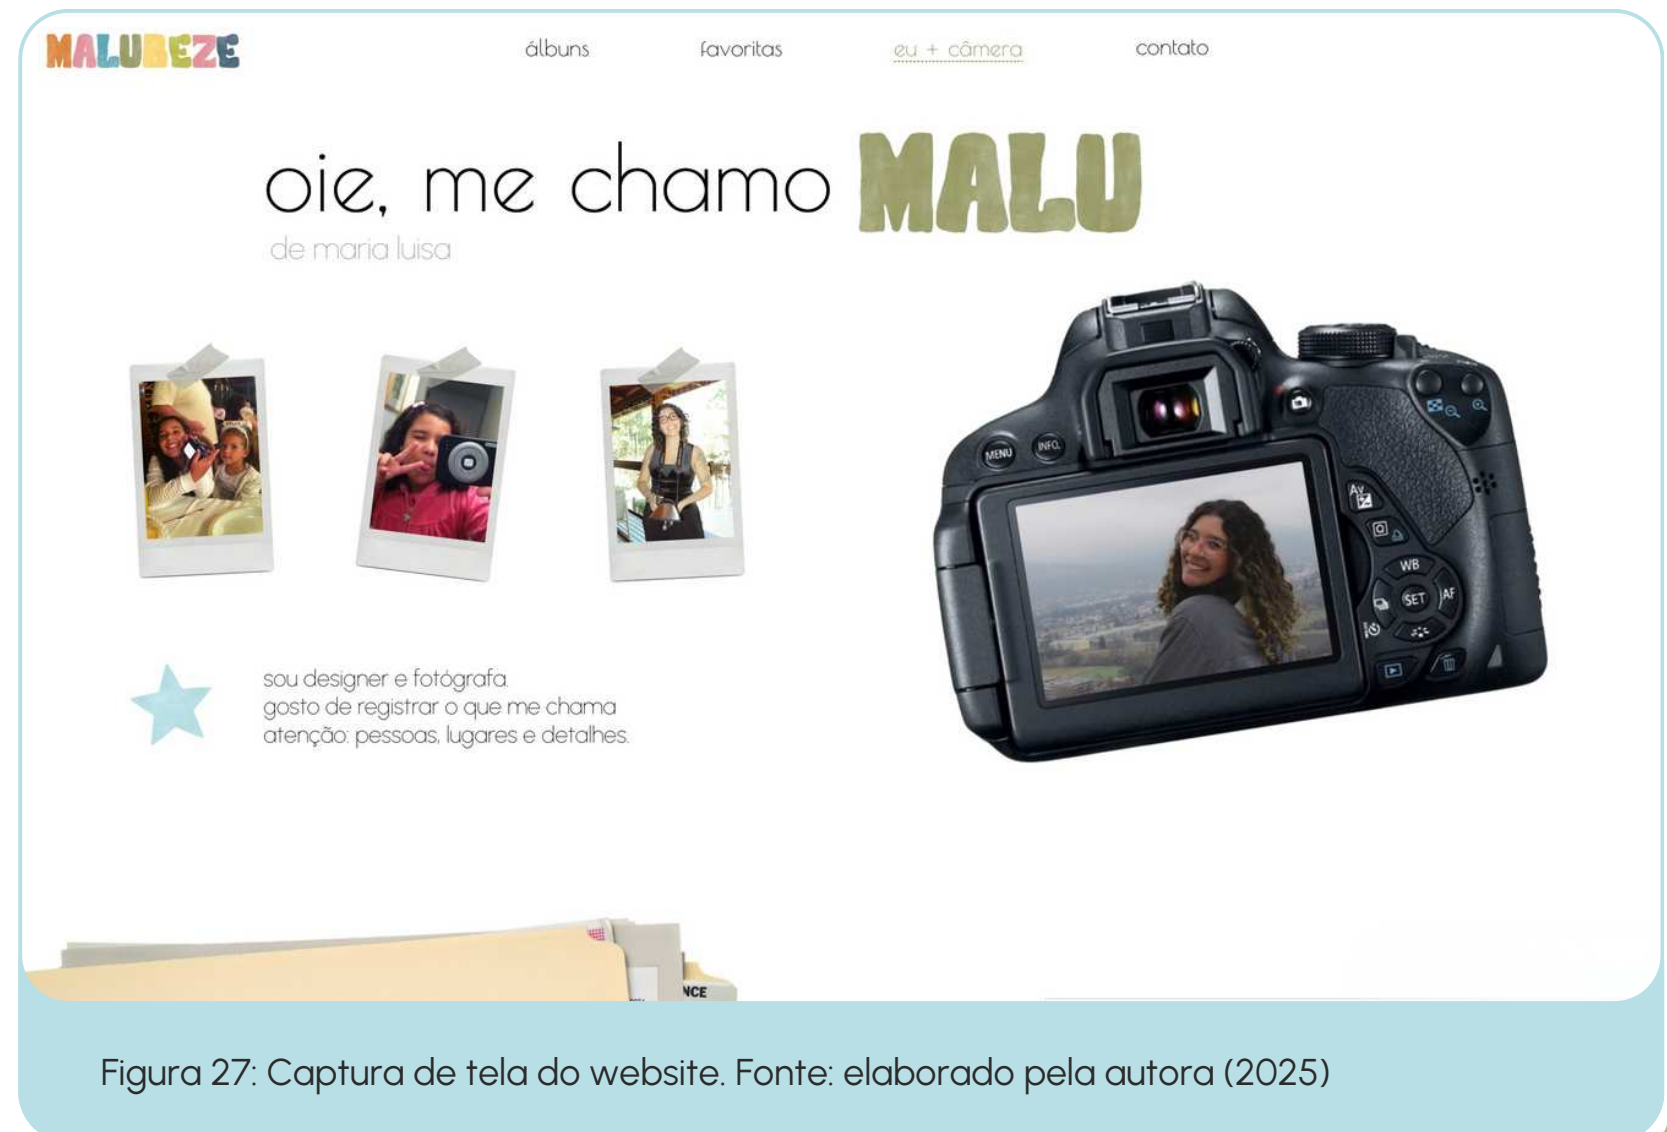 MALUBEZE
álbuns favoritas eu + câmera contato
oie, me chamo MALU
de maria luisa
MENU INFO.
Av
Q
WB
SET AF
sou designer e fotógrafa.
gosto de registrar o que me chama
atenção: pessoas, lugares e detalhes.
NCE
Figura 27: Captura de tela do website. Fonte: elaborado pela autora (2025)